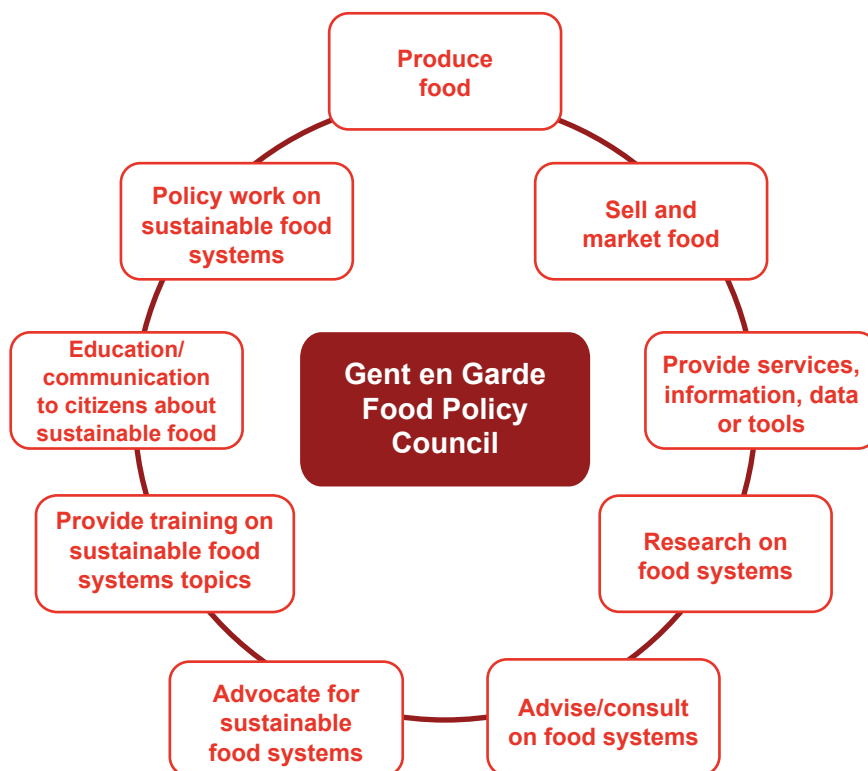 Produce
food
Policy work on
sustainable food
systems
Sell and
market food
Education/
communication
to citizens about
sustainable food
Gent en Garde
Food Policy
Council
Provide services,
information, data
or tools
Provide training on
sustainable food
systems topics
Research on
food systems
Advocate for
sustainable
food systems
Advise/consult
on food systems